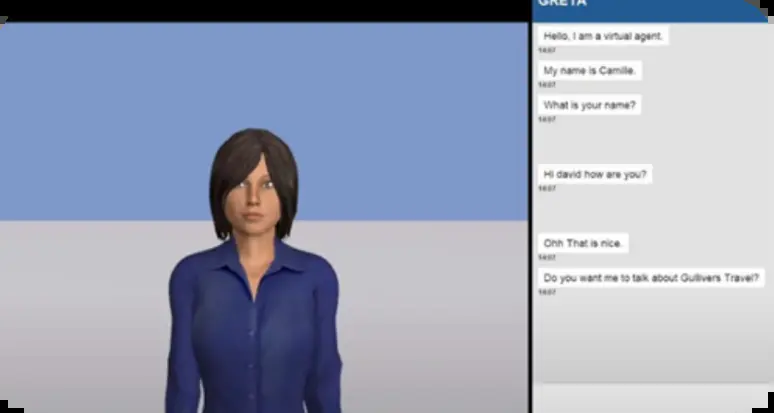 GRETA
Hello, I am a virtual agent.
14:07
My name is Camille.
14:07
What is your name?
14:07
Hi david how are you?
14:07
Ohh That is nice.
14:07
Do you want me to talk about Gullivers Travel?
14:07